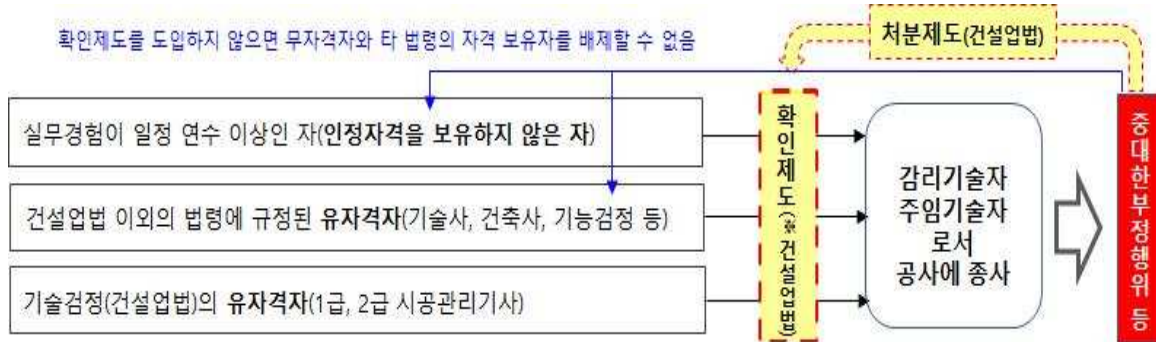 처분제도(건설업법)
확인제도를 도입하지 않으면 무자격자와 타 법령의 자격 보유자를 배제할 수 없음
실무경험이 일정 연수 이상인 자(인정자격을 보유하지 않은 자)
건설업법 이외의 법령에 규정된 유자격자(기술사, 건축사, 기능검정 등)
기술검정(건설업법)의 유자격자(1급, 2급 시공관리기사)
확인제도(※건설업법)
감리기술자
주임기술자
로서
공사에 종사
중대한부정행위 등